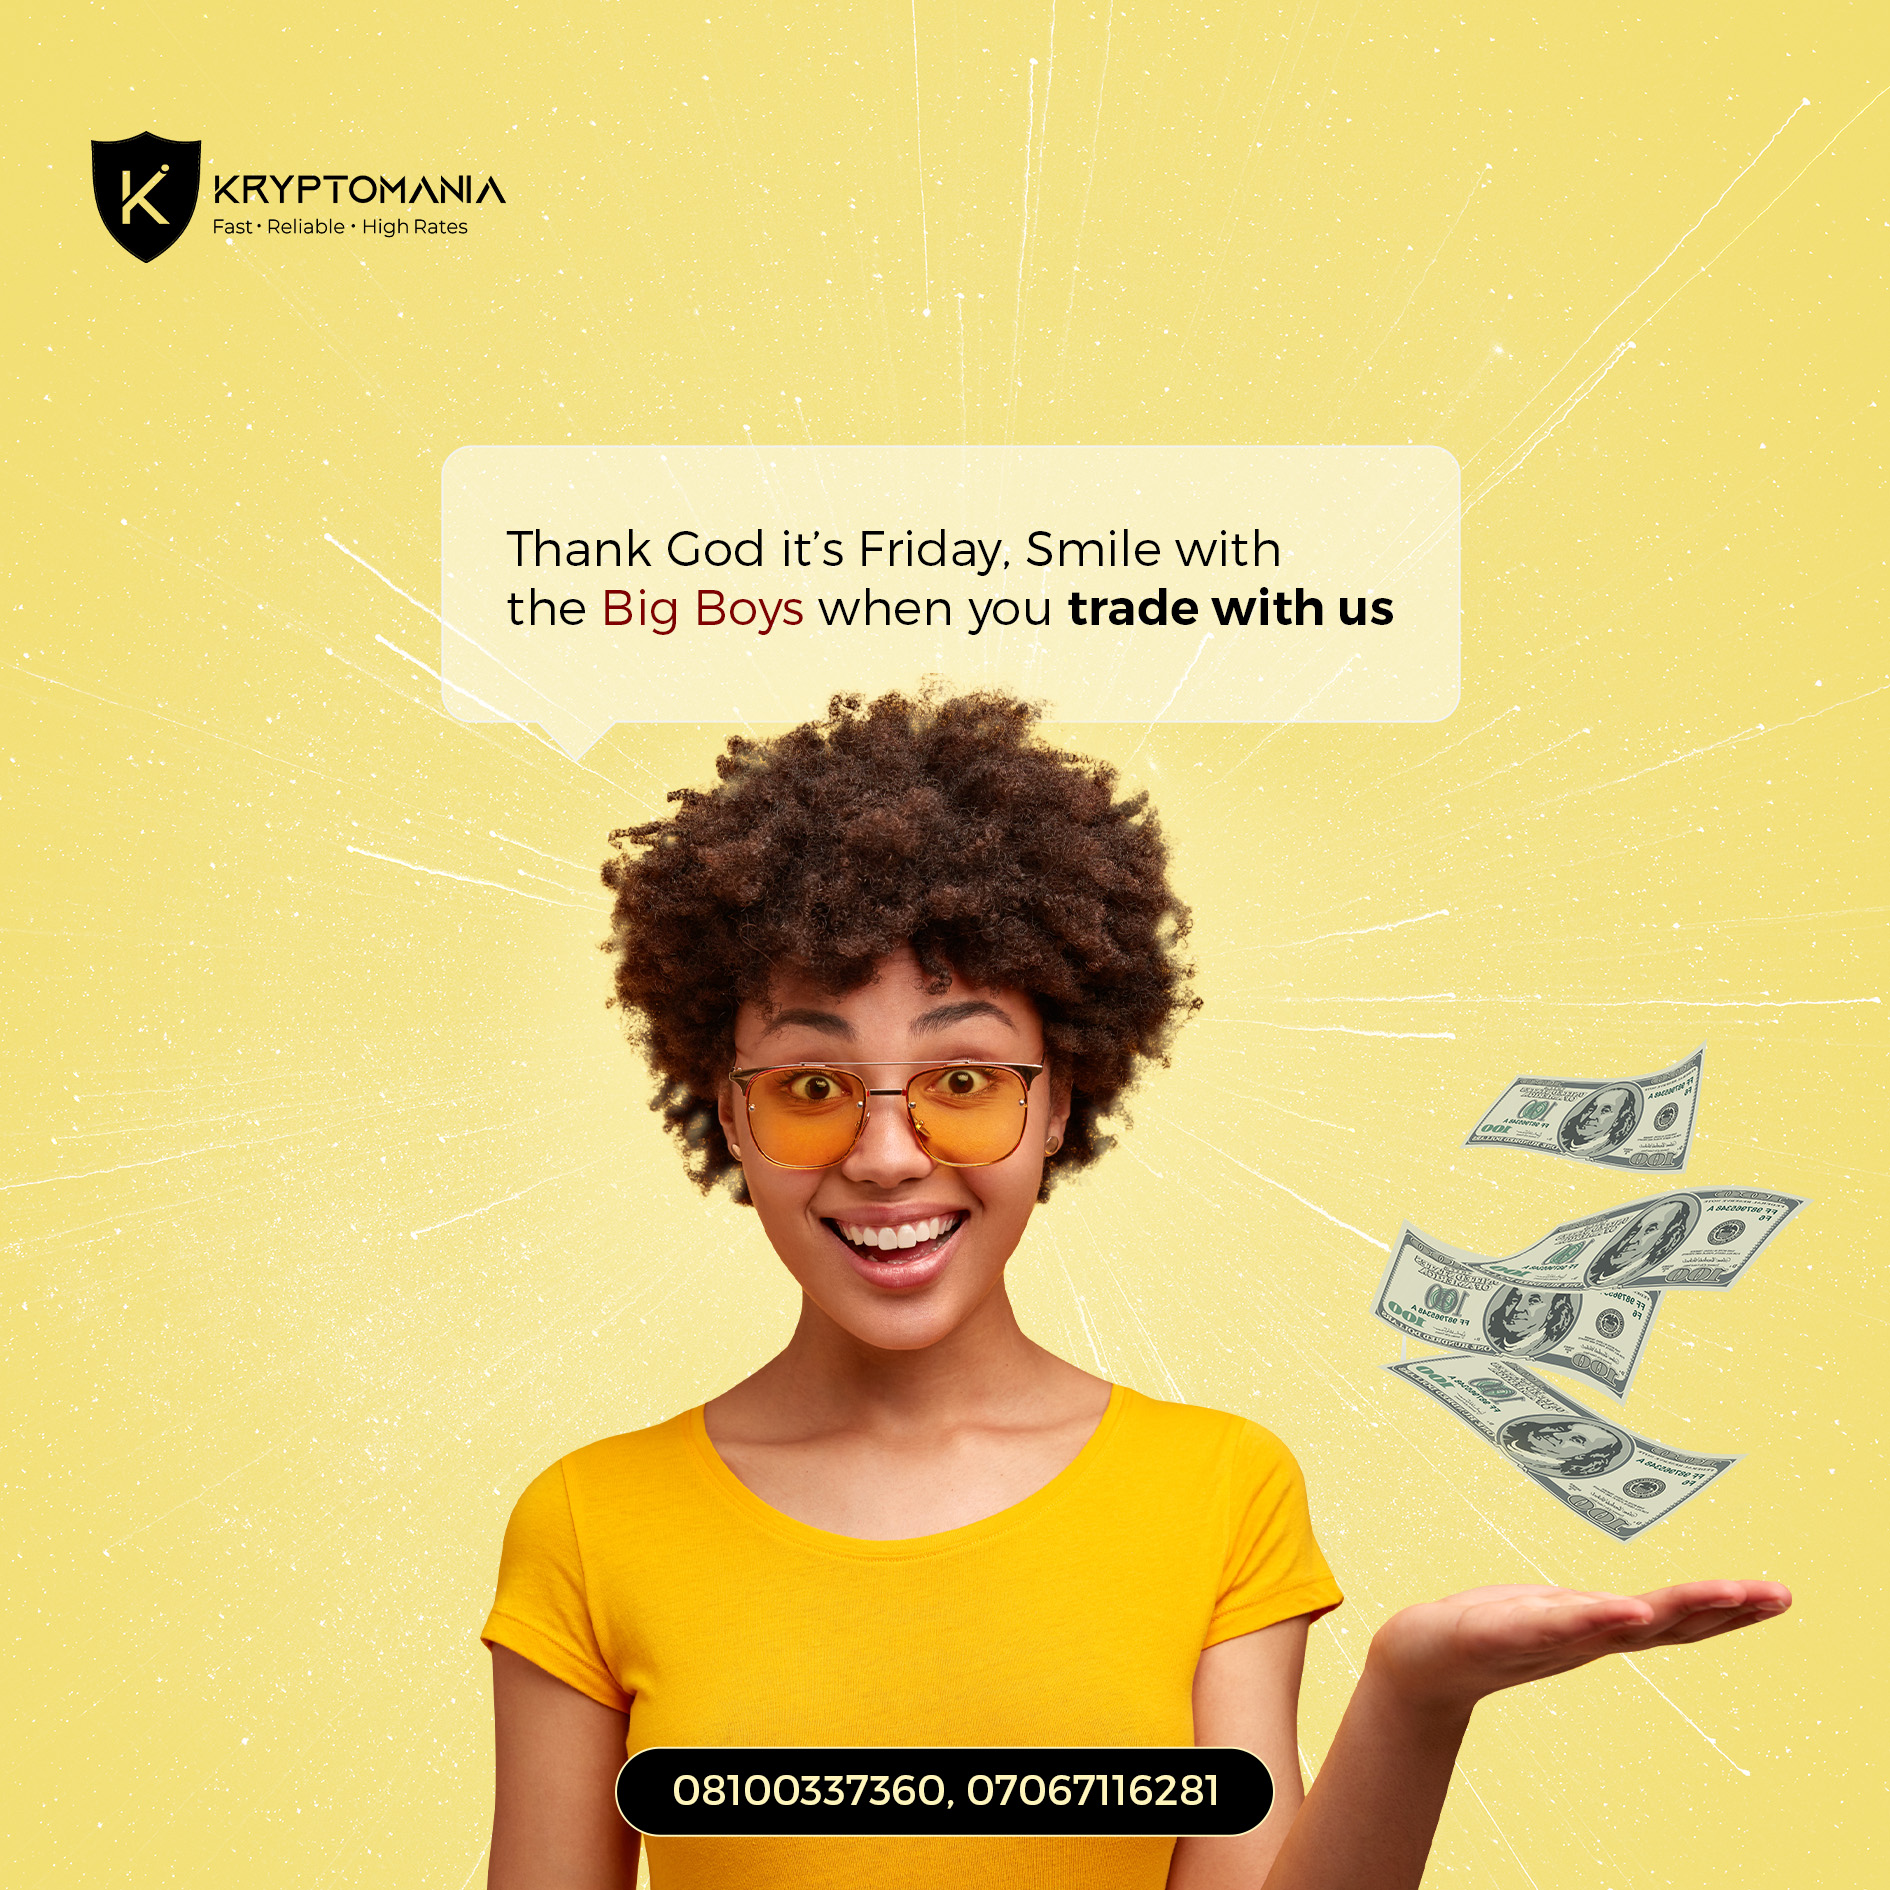 K
KRYPTOMANIA
Fast • Reliable • High Rates
Thank God it's Friday, Smile with
the Big Boys when you trade with us
08100337360, 07067116281